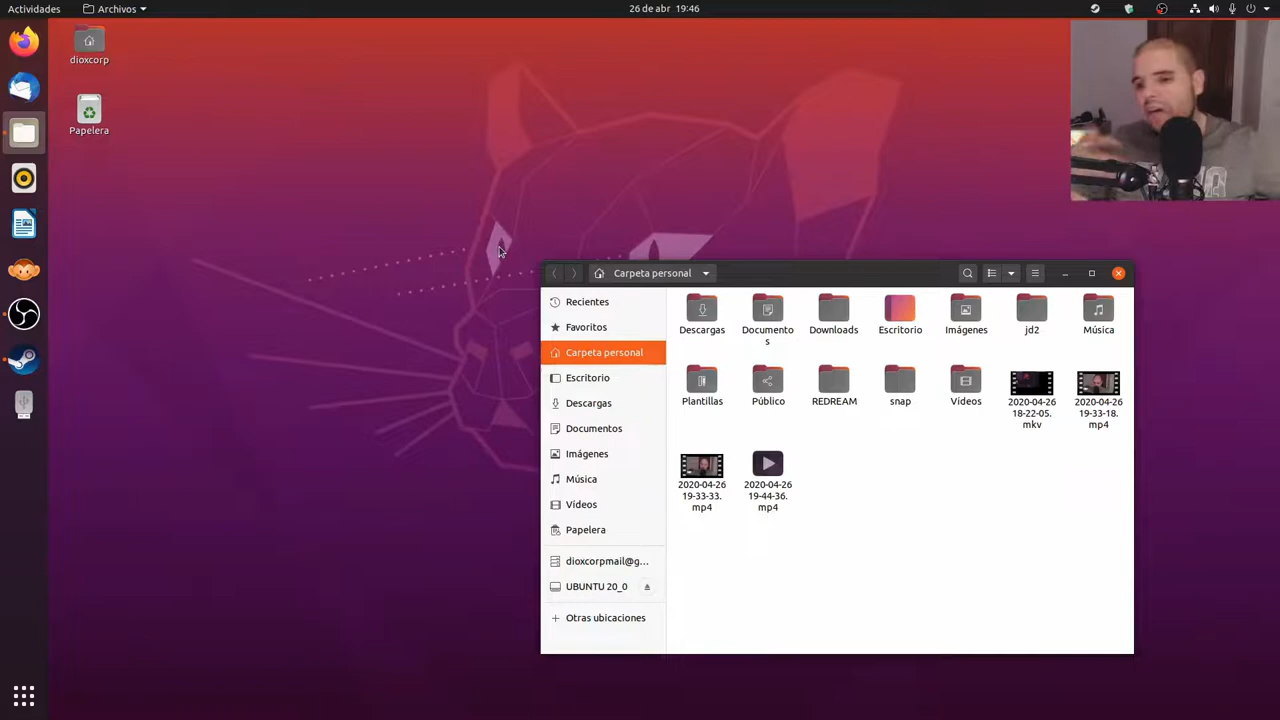 Actividades
Archivos
26 de abr 19:46
dioxcorp
Papelera
Carpeta personal
Recientes
Favoritos
Carpeta personal
Escritorio
Descargas
Documentos
Imágenes
Música
Vídeos
Papelera
dioxcorpmail@g...
UBUNTU 20_0
Otras ubicaciones
Descargas
Documento
s
Downloads
Escritorio
Imágenes
jd2
Música
Plantillas
Público
REDREAM
snap
Vídeos
2020-04-26
18-22-05.
mkv
2020-04-26
19-33-18.
mp4
2020-04-26
19-33-33.
mp4
2020-04-26
19-44-36.
mp4